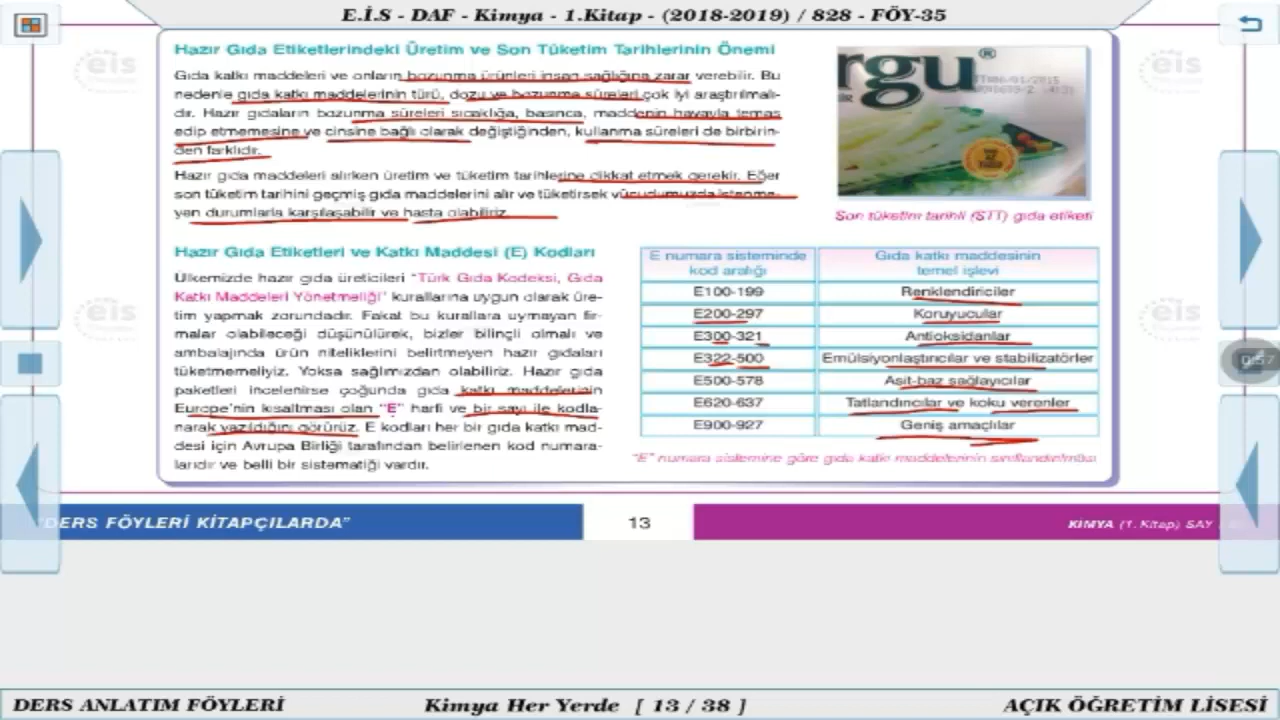 E.İ.S - DAF - Kimya - 1.Kitap - (2018-2019) / 828 - FÖY-35
Hazır Gıda Etiketlerindeki Üretim ve Son Tüketim Tarihlerinin Önemi
Gıda katkı maddeleri ve onların bozunma ürünleri insan sağlığına zarar verebilir. Bu
nedenle gıda katkı maddelerinin türü, dozu ve bozunma süreleri çok iyi araştırılmalı-
dır. Hazır gıdaların bozunma süreleri sıcaklığa, basınca, maddenin havayla temas
edip etmemesine ve cinsine bağlı olarak değiştiğinden, kullanma süreleri de birbirin-
den farklıdır.
Hazır gıda maddeleri alırken üretim ve tüketim tarihlerine dikkat etmek gerekir. Eğer
son tüketim tarihini geçmiş gıda maddelerini alır ve tüketirsek vücudumuzda istenme-
yen durumlarla karşılaşabilir ve hasta olabiliriz.
rgu®
Son tüketim tarihli (STT) gıda etiketi
Hazır Gıda Etiketleri ve Katkı Maddesi (E) Kodları
Ülkemizde hazır gıda üreticileri "Türk Gıda Kodeksi, Gıda
Katkı Maddeleri Yönetmeliği" kurallarına uygun olarak üre-
tim yapmak zorundadır. Fakat bu kurallara uymayan fir-
malar olabileceği düşünülürek, bizler bilinçli olmalı ve
ambalajında ürün niteliklerini belirtmeyen hazır gıdaları
tüketmemeliyiz. Yoksa sağlımızdan olabiliriz. Hazır gıda
paketleri incelenirse çoğunda gıda katkı maddelerinin
Europe'nin kısaltması olan "E" harfi ve bir sayı ile kodla-
narak yazıldığını görürüz. E kodları her bir gıda katkı mad-
desi için Avrupa Birliği tarafından belirlenen kod numara-
larıdır ve belli bir sistematiği vardır.
E numara sisteminde kod aralığı
Gıda katkı maddesinin temel işlevi
E100-199 Renklendiriciler
E200-297 Koruyucular
E300-321 Antioksidanlar
E322-500 Emülsiyonlaştırıcılar ve stabilizatörler
E500-578 Asit-baz sağlayıcılar
E620-637 Tatlandırıcılar ve koku verenler
E900-927 Geniş amaçlılar
"E" numara sistemine göre gıda katkı maddelerinin sınıflandırılması
eis
eis
eis
eis
0:57
"DERS FÖYLERİ KİTAPÇILARDA"
13
KİMYA (1. Kitap) SAY
DERS ANLATIM FÖYLERİ
Kimya Her Yerde [ 13 / 38 ]
AÇIK ÖĞRETİM LİSESİ